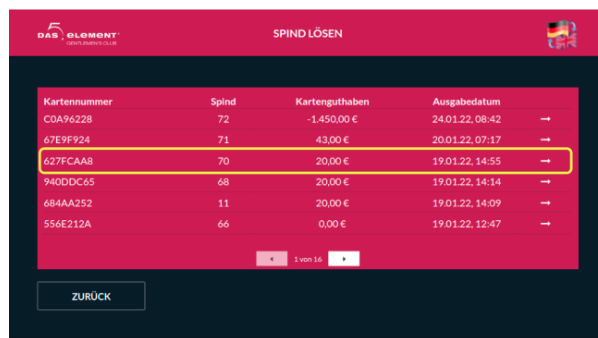 DAS 5. eLement
GENTLEMEN'S CLUB
SPIND LÖSEN
Kartennummer Spind Kartenguthaben Ausgabedatum
C0A96228 72 -1.450,00 € 24.01.22, 08:42 →
67E9F924 71 43,00 € 20.01.22, 07:17 →
627FCAA8 70 20,00 € 19.01.22, 14:55 →
940DDC65 68 20,00 € 19.01.22, 14:14 →
684AA252 11 20,00 € 19.01.22, 14:09 →
556E212A 66 0,00 € 19.01.22, 12:47 →
1 von 16
ZURÜCK